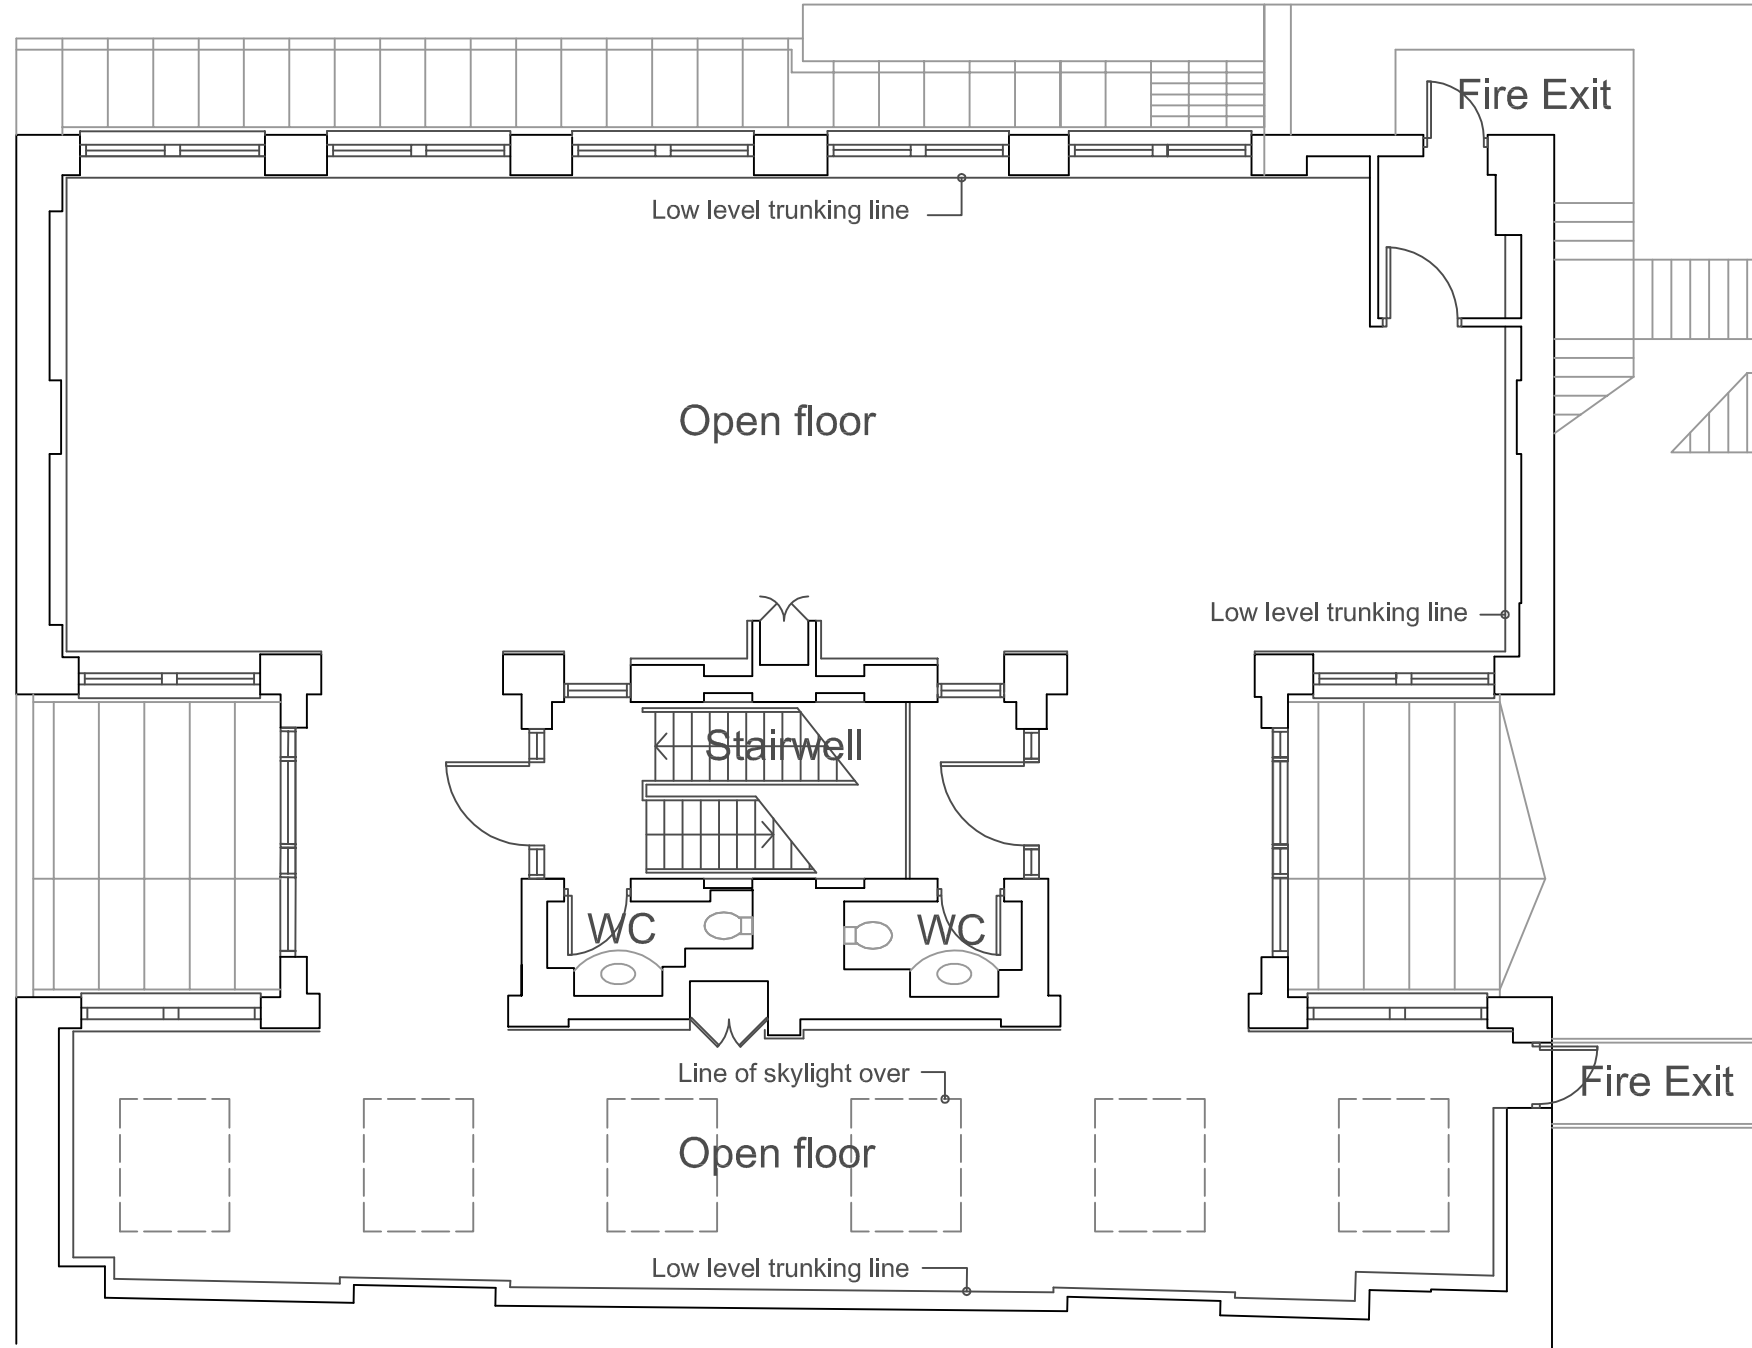 Fire Exit
Low level trunking line
Open floor
Low level trunking line
Stairwell
WC
WC
Line of skylight over
Fire Exit
Open floor
Low level trunking line